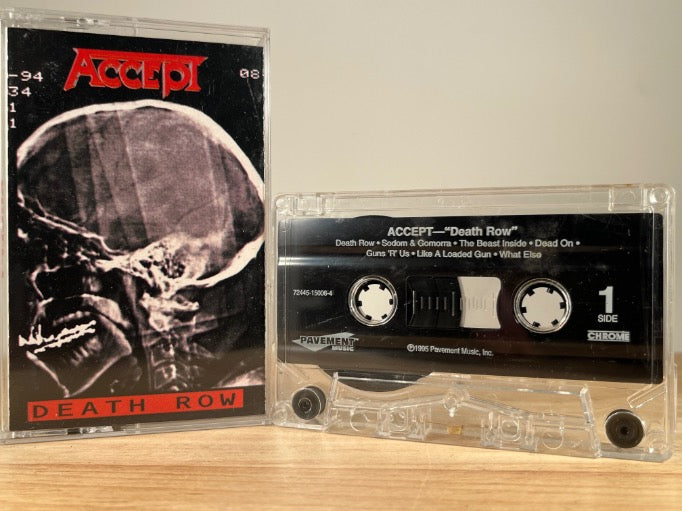 -94
34
1
1
ACCEPT
08
DEATH ROW
ACCEPT—"Death Row"
Death Row • Sodom & Gomorra • The Beast Inside • Dead On •
Guns 'R' Us • Like A Loaded Gun • What Else
72445-15006-4
1
SIDE
PAVEMENT
MUSIC
℗1995 Pavement Music, Inc.
CHROME